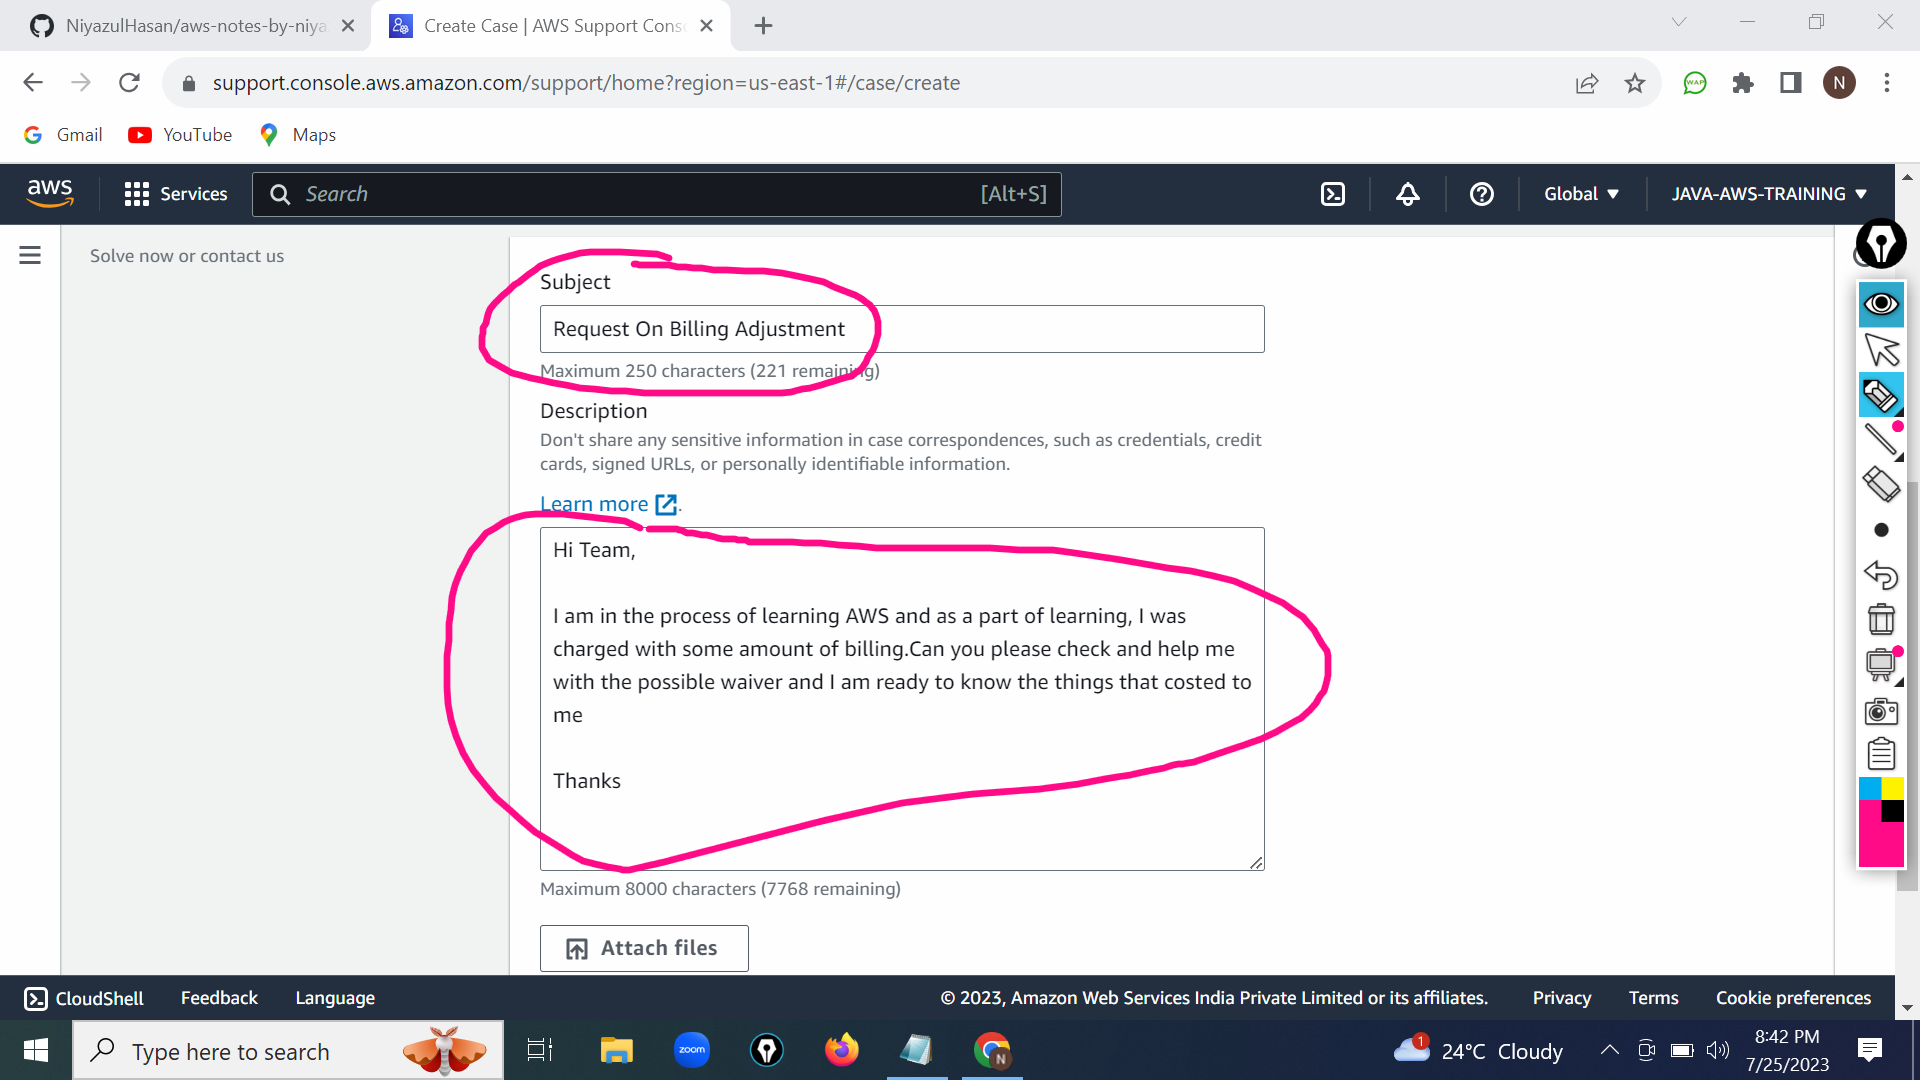 NiyazulHasan/aws-notes-by-niya
Create Case | AWS Support Cons
support.console.aws.amazon.com/support/home?region=us-east-1#/case/create
WAP
N
Gmail
YouTube
Maps
aws
Services
Search
[Alt+S]
Global
JAVA-AWS-TRAINING
Solve now or contact us
Subject
Request On Billing Adjustment
Maximum 250 characters (221 remaining)
Description
Don't share any sensitive information in case correspondences, such as credentials, credit
cards, signed URLs, or personally identifiable information.
Learn more
.
Hi Team,
I am in the process of learning AWS and as a part of learning, I was
charged with some amount of billing.Can you please check and help me
with the possible waiver and I am ready to know the things that costed to
me
Thanks
Maximum 8000 characters (7768 remaining)
Attach files
CloudShell
Feedback
Language
© 2023, Amazon Web Services India Private Limited or its affiliates.
Privacy
Terms
Cookie preferences
Type here to search
zoom
N
1
24°C Cloudy
8:42 PM
7/25/2023